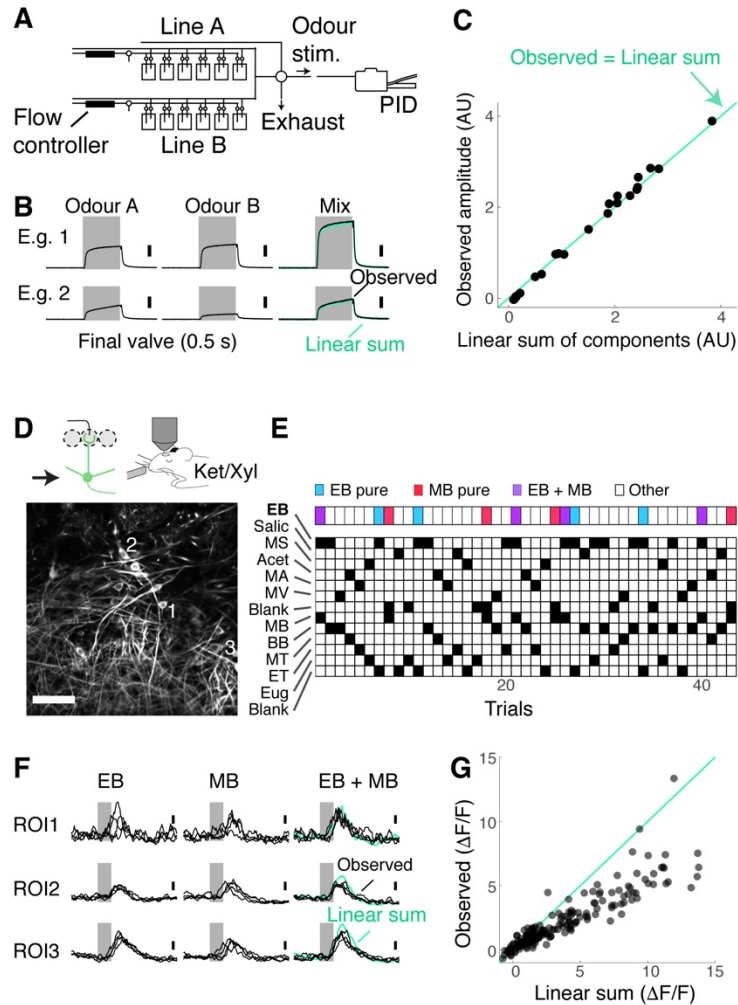 A
Line A
Odour
stim.
PID
Flow
controller
Line B
Exhaust
B
Odour A
Odour B
Mix
E.g. 1
E.g. 2
Observed
Final valve (0.5 s)
Linear sum
C
Observed = Linear sum
Observed amplitude (AU)
4
2
0
0
2
4
Linear sum of components (AU)
D
Ket/Xyl
2
1
3
E
EB pure
MB pure
EB + MB
Other
EB
Salic
MS
Acet
MA
MV
Blank
MB
BB
MT
ET
Eug
Blank
20
40
Trials
F
EB
MB
EB + MB
ROI1
ROI2
Observed
Linear sum
ROI3
G
Observed (ΔF/F)
15
10
5
0
0
5
10
15
Linear sum (ΔF/F)